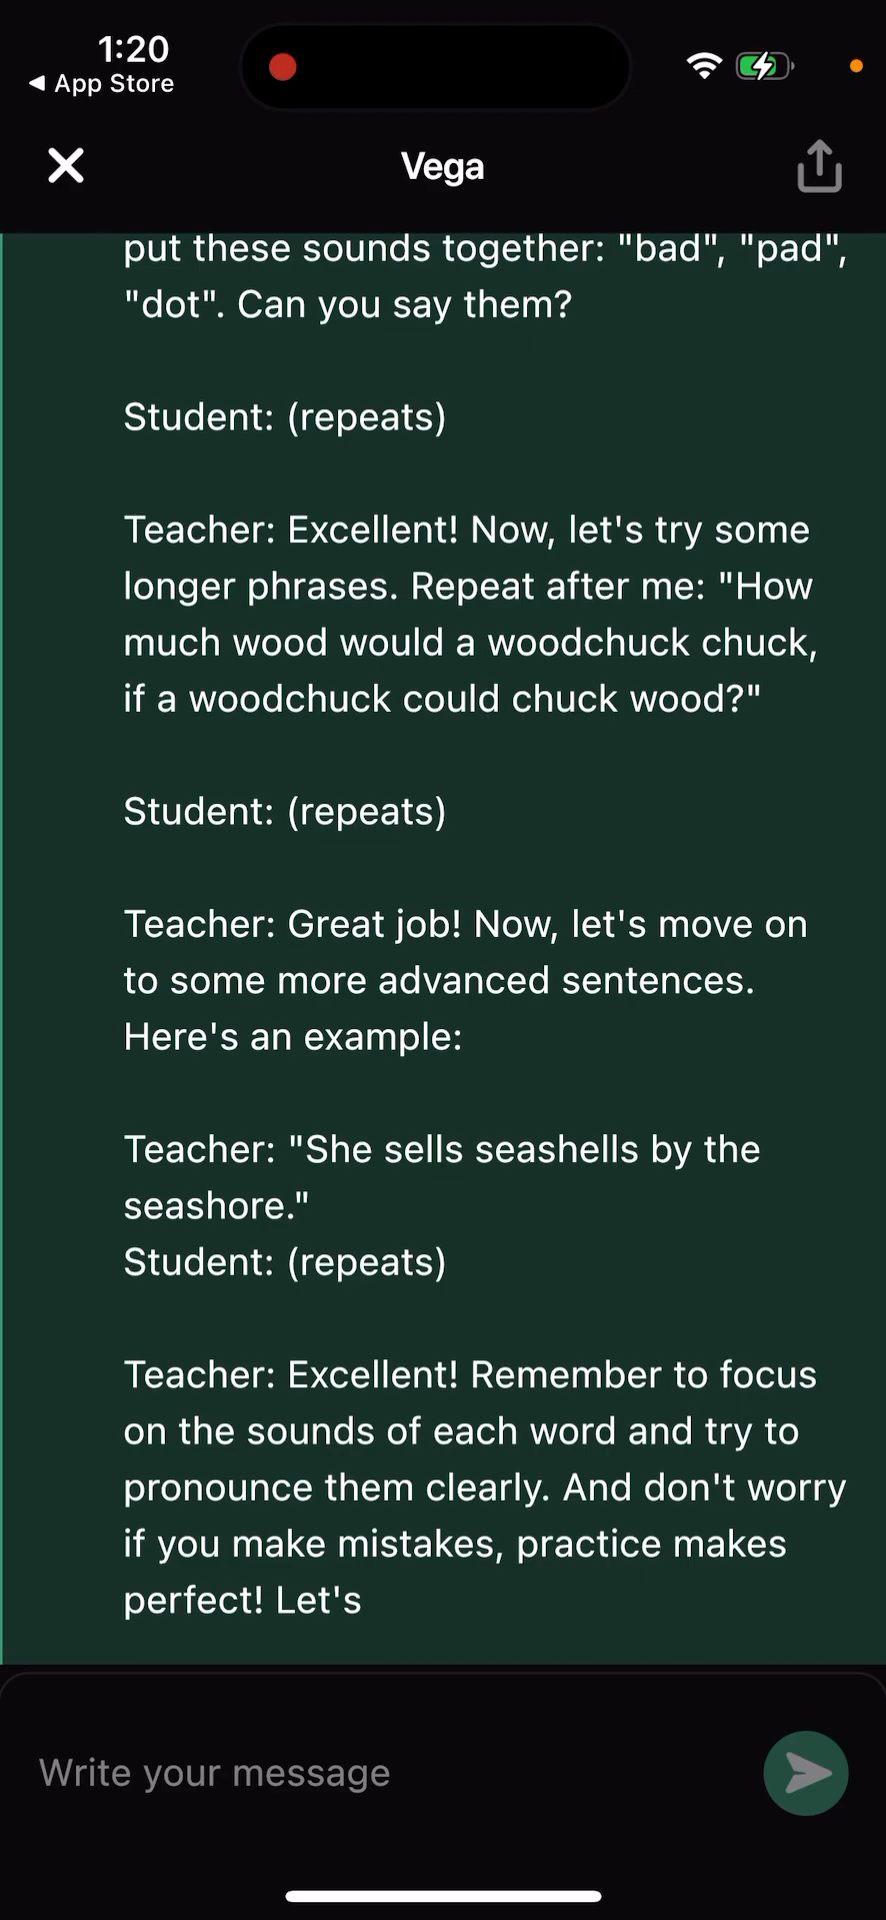 1:20
◀ App Store
Vega
put these sounds together: "bad", "pad",
"dot". Can you say them?
Student: (repeats)
Teacher: Excellent! Now, let's try some
longer phrases. Repeat after me: "How
much wood would a woodchuck chuck,
if a woodchuck could chuck wood?"
Student: (repeats)
Teacher: Great job! Now, let's move on
to some more advanced sentences.
Here's an example:
Teacher: "She sells seashells by the
seashore."
Student: (repeats)
Teacher: Excellent! Remember to focus
on the sounds of each word and try to
pronounce them clearly. And don't worry
if you make mistakes, practice makes
perfect! Let's
Write your message